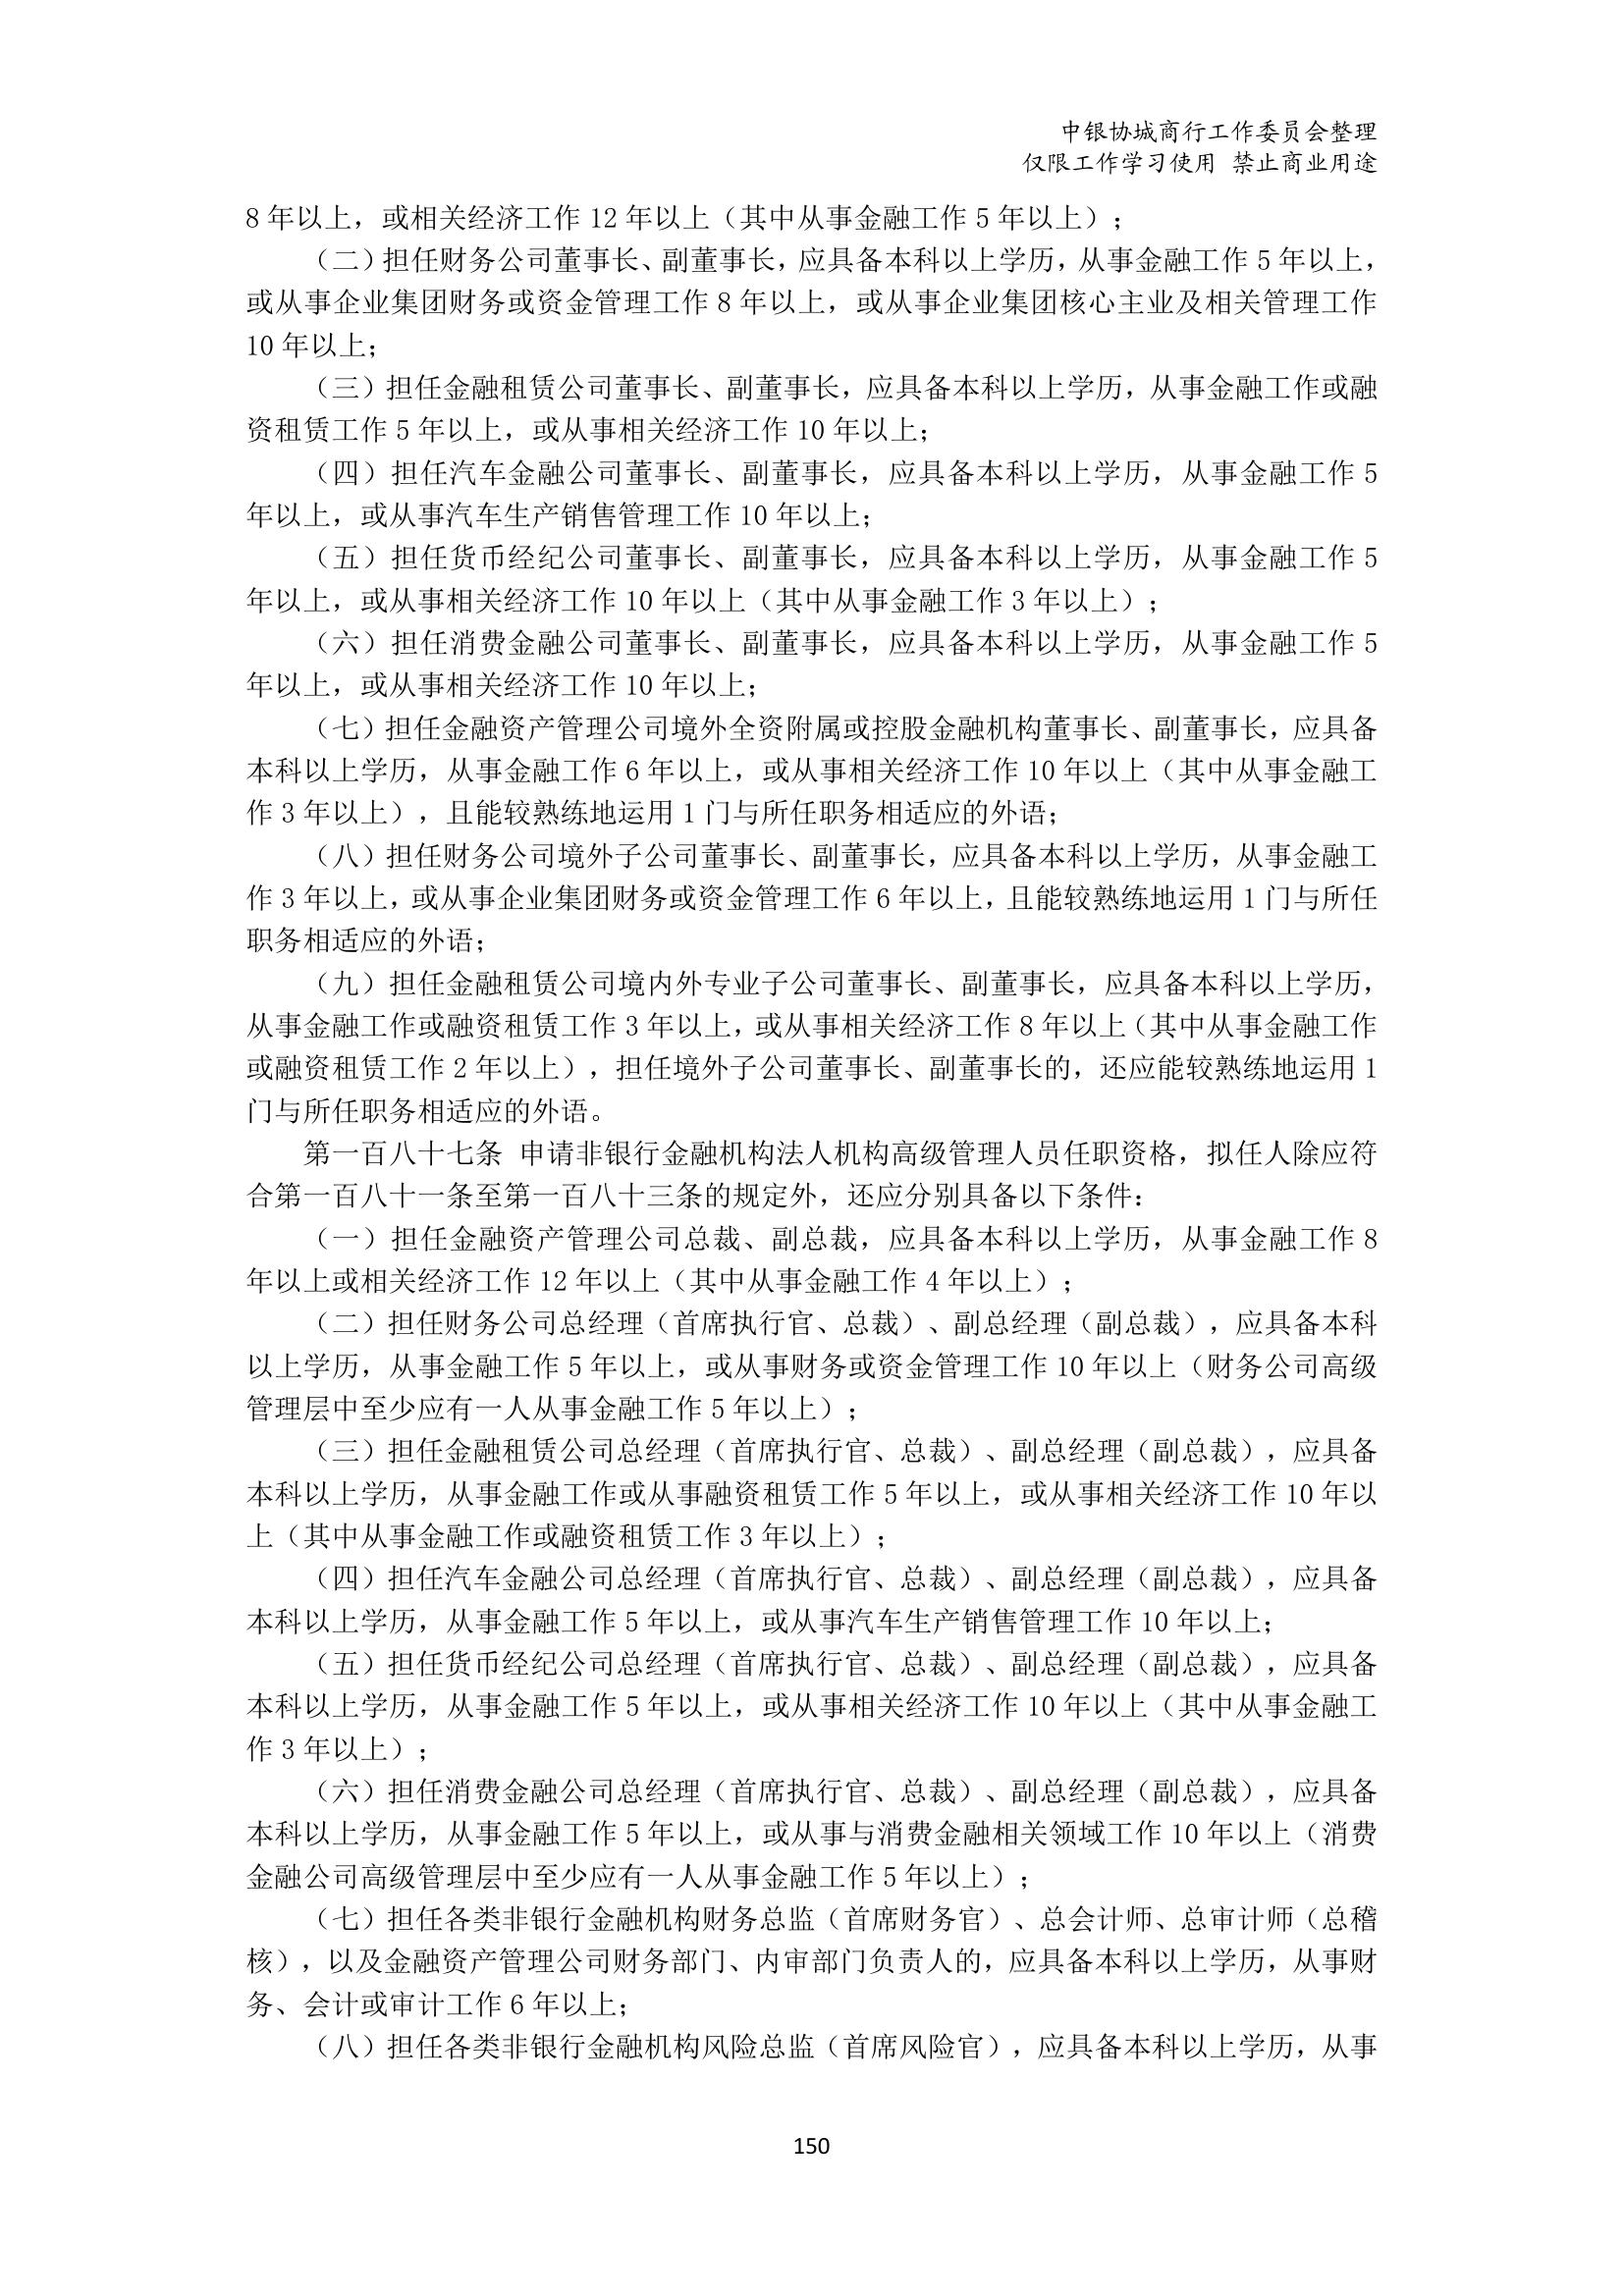 中银协城商行工作委员会整理
仅限工作学习使用 禁止商业用途
8 年以上，或相关经济工作 12 年以上（其中从事金融工作 5 年以上）；
（二）担任财务公司董事长、副董事长，应具备本科以上学历，从事金融工作 5 年以上，
或从事企业集团财务或资金管理工作 8 年以上，或从事企业集团核心主业及相关管理工作
10 年以上；
（三）担任金融租赁公司董事长、副董事长，应具备本科以上学历，从事金融工作或融
资租赁工作 5 年以上，或从事相关经济工作 10 年以上；
（四）担任汽车金融公司董事长、副董事长，应具备本科以上学历，从事金融工作 5
年以上，或从事汽车生产销售管理工作 10 年以上；
（五）担任货币经纪公司董事长、副董事长，应具备本科以上学历，从事金融工作 5
年以上，或从事相关经济工作 10 年以上（其中从事金融工作 3 年以上）；
（六）担任消费金融公司董事长、副董事长，应具备本科以上学历，从事金融工作 5
年以上，或从事相关经济工作 10 年以上；
（七）担任金融资产管理公司境外全资附属或控股金融机构董事长、副董事长，应具备
本科以上学历，从事金融工作 6 年以上，或从事相关经济工作 10 年以上（其中从事金融工
作 3 年以上），且能较熟练地运用 1 门与所任职务相适应的外语；
（八）担任财务公司境外子公司董事长、副董事长，应具备本科以上学历，从事金融工
作 3 年以上，或从事企业集团财务或资金管理工作 6 年以上，且能较熟练地运用 1 门与所任
职务相适应的外语；
（九）担任金融租赁公司境内外专业子公司董事长、副董事长，应具备本科以上学历，
从事金融工作或融资租赁工作 3 年以上，或从事相关经济工作 8 年以上（其中从事金融工作
或融资租赁工作 2 年以上），担任境外子公司董事长、副董事长的，还应能较熟练地运用 1
门与所任职务相适应的外语。
第一百八十七条 申请非银行金融机构法人机构高级管理人员任职资格，拟任人除应符
合第一百八十一条至第一百八十三条的规定外，还应分别具备以下条件：
（一）担任金融资产管理公司总裁、副总裁，应具备本科以上学历，从事金融工作 8
年以上或相关经济工作 12 年以上（其中从事金融工作 4 年以上）；
（二）担任财务公司总经理（首席执行官、总裁）、副总经理（副总裁），应具备本科
以上学历，从事金融工作 5 年以上，或从事财务或资金管理工作 10 年以上（财务公司高级
管理层中至少应有一人从事金融工作 5 年以上）；
（三）担任金融租赁公司总经理（首席执行官、总裁）、副总经理（副总裁），应具备
本科以上学历，从事金融工作或从事融资租赁工作 5 年以上，或从事相关经济工作 10 年以
上（其中从事金融工作或融资租赁工作 3 年以上）；
（四）担任汽车金融公司总经理（首席执行官、总裁）、副总经理（副总裁），应具备
本科以上学历，从事金融工作 5 年以上，或从事汽车生产销售管理工作 10 年以上；
（五）担任货币经纪公司总经理（首席执行官、总裁）、副总经理（副总裁），应具备
本科以上学历，从事金融工作 5 年以上，或从事相关经济工作 10 年以上（其中从事金融工
作 3 年以上）；
（六）担任消费金融公司总经理（首席执行官、总裁）、副总经理（副总裁），应具备
本科以上学历，从事金融工作 5 年以上，或从事与消费金融相关领域工作 10 年以上（消费
金融公司高级管理层中至少应有一人从事金融工作 5 年以上）；
（七）担任各类非银行金融机构财务总监（首席财务官）、总会计师、总审计师（总稽
核），以及金融资产管理公司财务部门、内审部门负责人的，应具备本科以上学历，从事财
务、会计或审计工作 6 年以上；
（八）担任各类非银行金融机构风险总监（首席风险官），应具备本科以上学历，从事
150